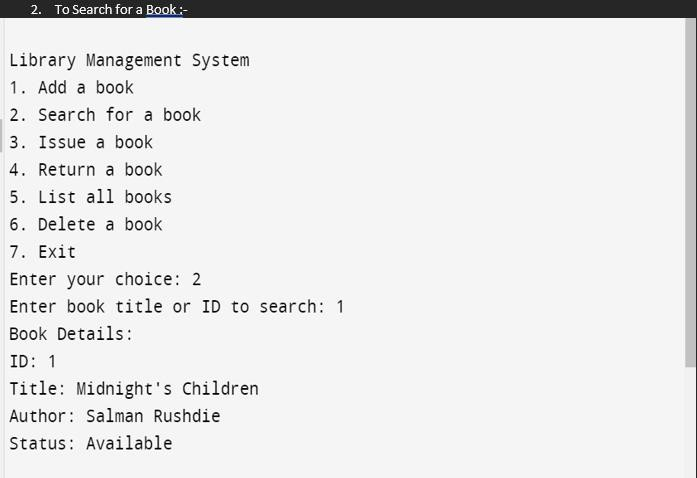 2. To Search for a Book :-
Library Management System
1. Add a book
2. Search for a book
3. Issue a book
4. Return a book
5. List all books
6. Delete a book
7. Exit
Enter your choice: 2
Enter book title or ID to search: 1
Book Details:
ID: 1
Title: Midnight's Children
Author: Salman Rushdie
Status: Available